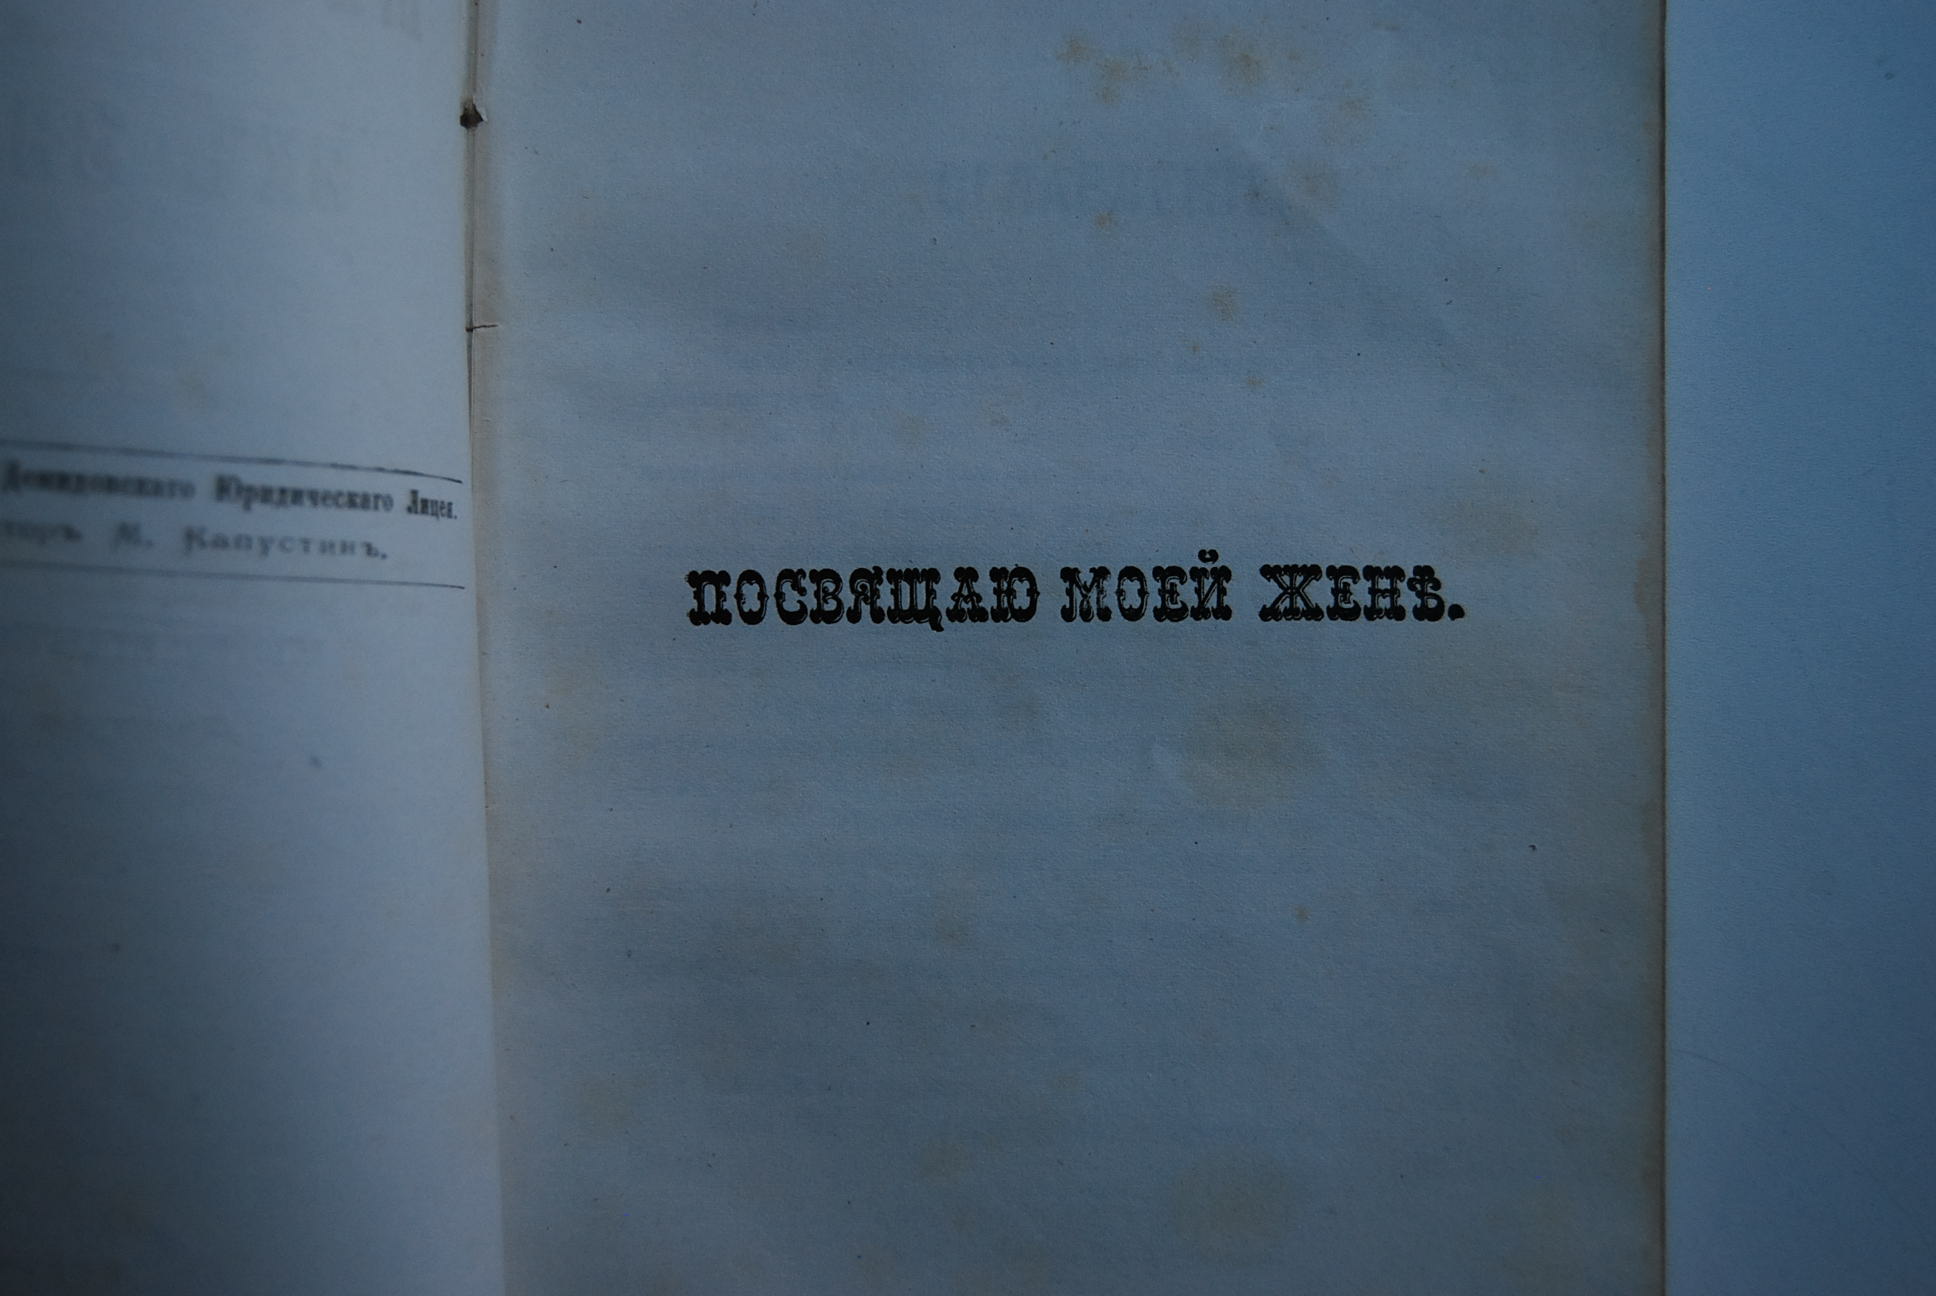 Демидовскаго Юридическаго Лицея.
М. Капустинъ.
ПОСВЯЩАЮ МОЕЙ ЖЕНѢ.